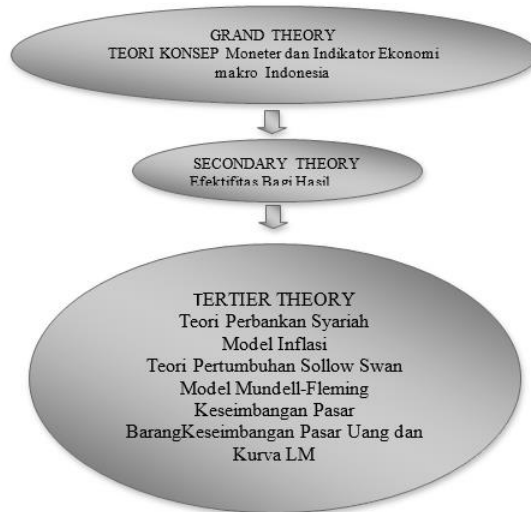 GRAND THEORY
TEORI KONSEP Moneter dan Indikator Ekonomi
makro Indonesia
SECONDARY THEORY
Efektifitas Bagi Hasil
TERTIER THEORY
Teori Perbankan Syariah
Model Inflasi
Teori Pertumbuhan Sollow Swan
Model Mundell-Fleming
Keseimbangan Pasar
BarangKeseimbangan Pasar Uang dan
Kurva LM